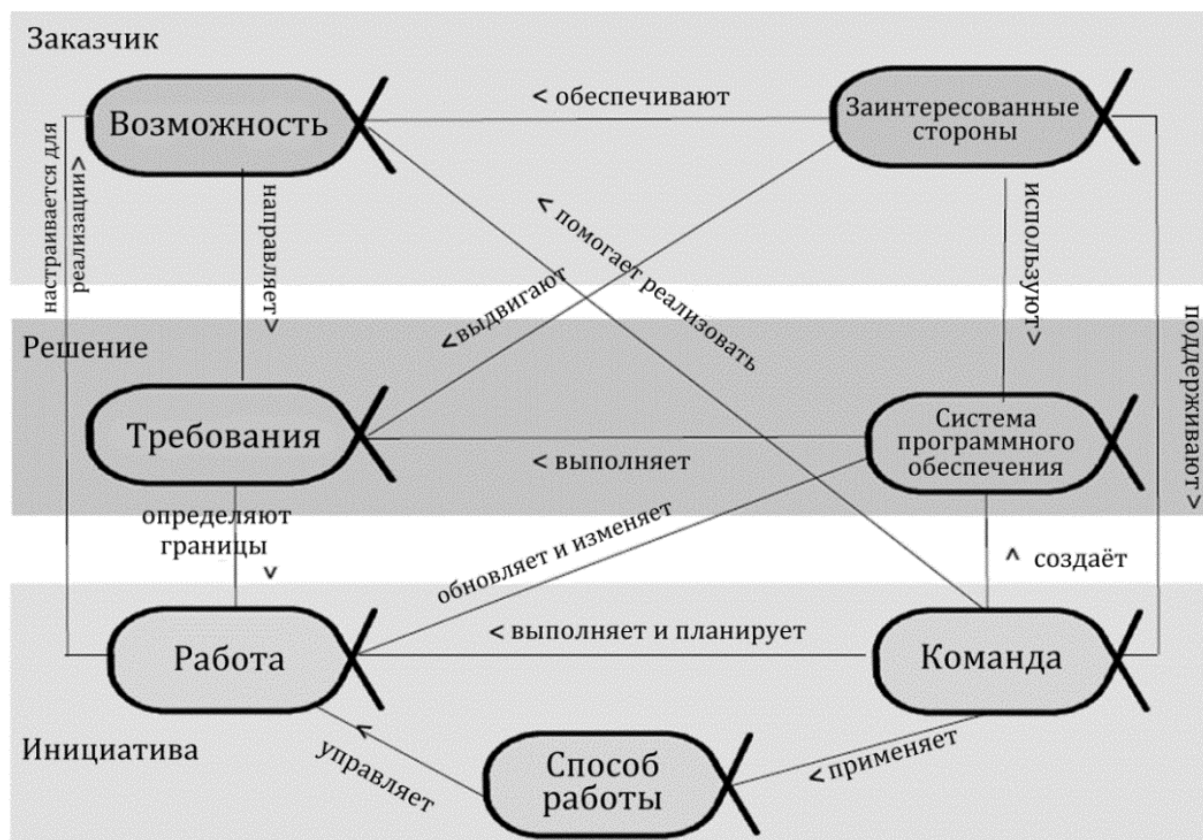 Заказчик
Возможность
< обеспечивают
Заинтересованные
стороны
настраивается для
реализации>
направляет>
< помогает реализовать
<выдвигают
используют>
поддерживают>
Решение
Требования
< выполняет
Система
программного
обеспечения
определяют
границы
<
обновляет и изменяет
^ создаёт
Работа
< выполняет и планирует
Команда
Инициатива
управляет
<
Способ
работы
< применяет